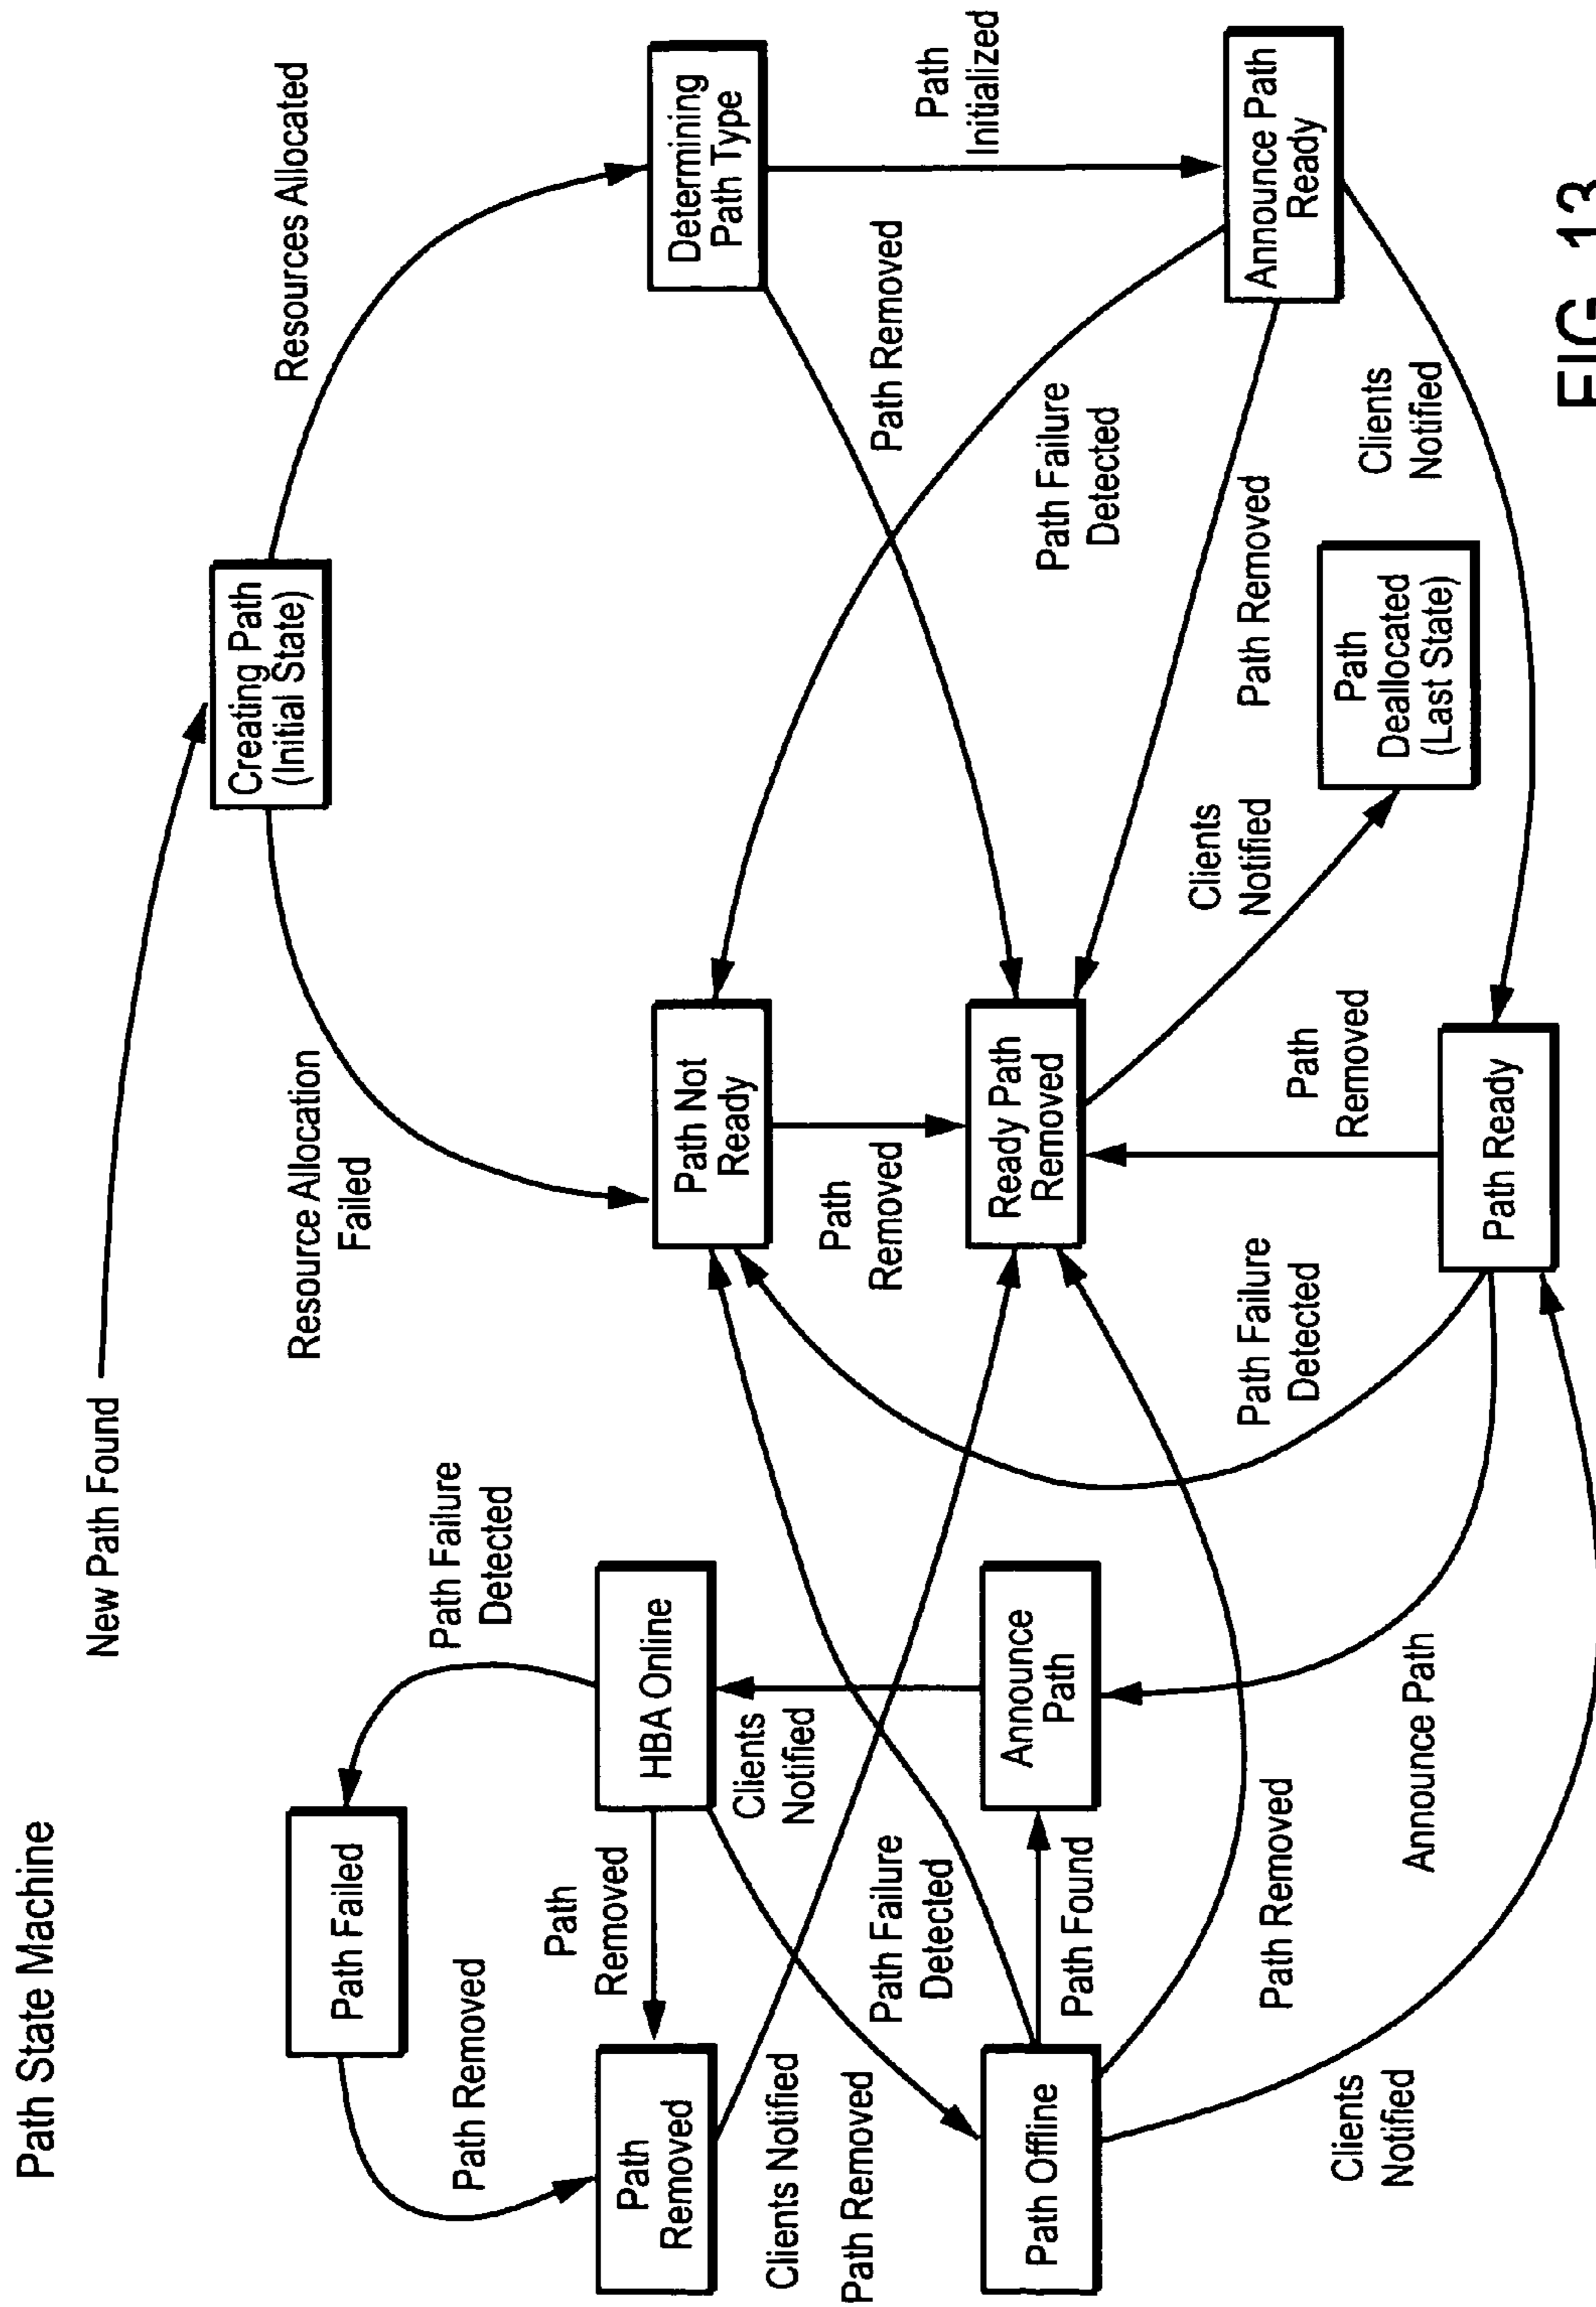 Path State Machine
New Path Found
Creating Path
(Initial State)
Resources Allocated
Resource Allocation
Failed
Path Failed
Path Failure
Detected
Path Removed
Path
Removed
HBA Online
Path
Removed
Path Not
Ready
Determining
Path Type
Clients
Notified
Clients Notified
Path
Removed
Path Removed
Path
Initialized
Path Removed
Path Failure
Detected
Path Offline
Path Found
Announce
Path
Ready Path
Removed
Path Failure
Detected
Clients
Notified
Path Removed
Announce Path
Ready
Path Removed
Path Failure
Detected
Path
Removed
Path
Deallocated
(Last State)
Clients
Notified
Clients
Notified
Announce Path
Path Ready
FIG. 13